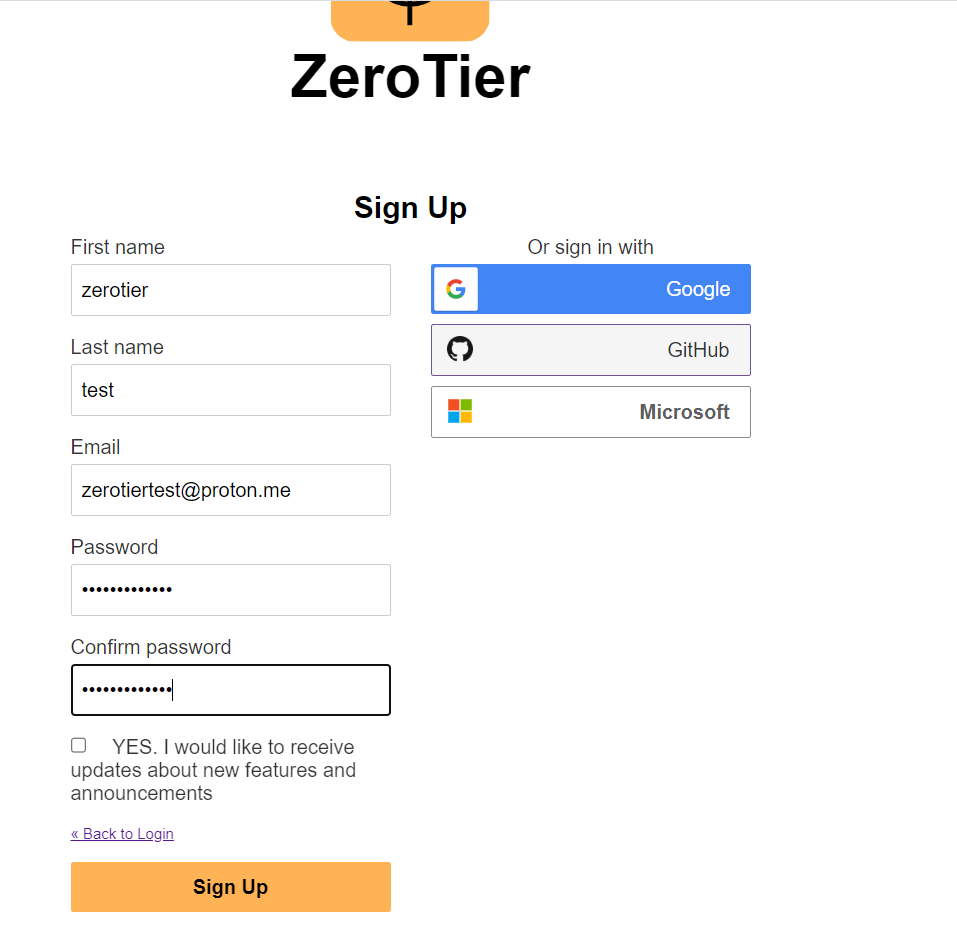 ZeroTier
Sign Up
First name
zerotier
Last name
test
Email
zerotiertest@proton.me
Password
•••••••••••••
Confirm password
•••••••••••••
YES. I would like to receive
updates about new features and
announcements
« Back to Login
Sign Up
Or sign in with
Google
GitHub
Microsoft